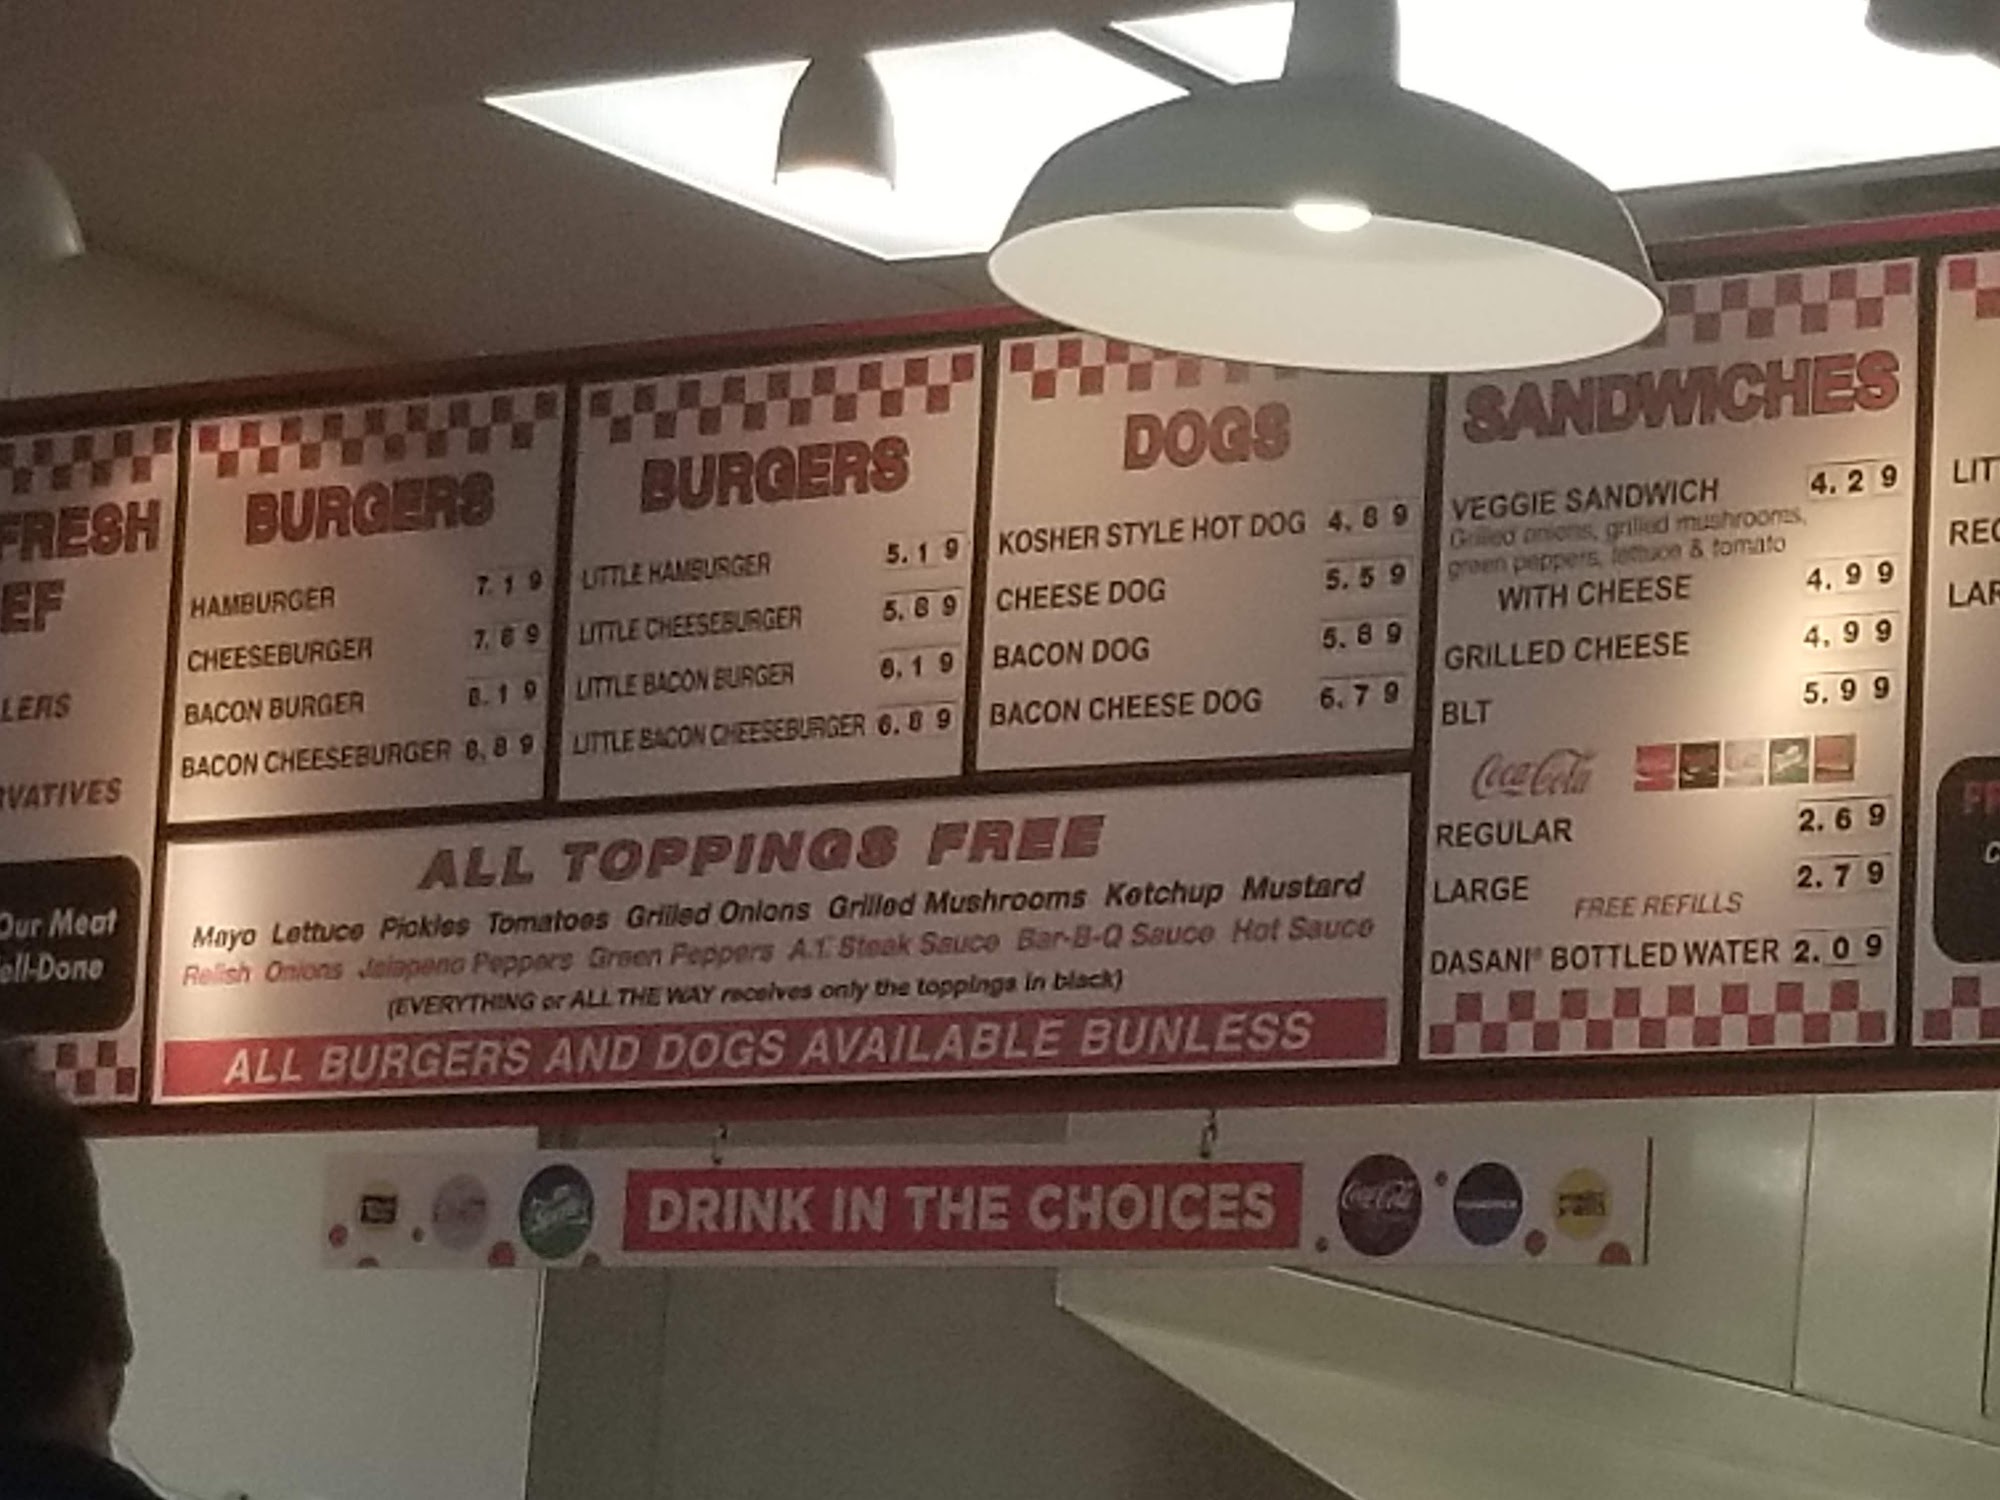 FRESH
EF
LERS
RVATIVES
Our Meat
ell-Done
BURGERS
HAMBURGER 7.19
CHEESEBURGER 7.89
BACON BURGER 8.19
BACON CHEESEBURGER 8.89
BURGERS
LITTLE HAMBURGER 5.19
LITTLE CHEESEBURGER 5.89
LITTLE BACON BURGER 6.19
LITTLE BACON CHEESEBURGER 6.89
DOGS
KOSHER STYLE HOT DOG 4.89
CHEESE DOG 5.59
BACON DOG 5.89
BACON CHEESE DOG 6.79
ALL TOPPINGS FREE
Mayo Lettuce Pickles Tomatoes Grilled Onions Grilled Mushrooms Ketchup Mustard
Relish Onions Jalapeno Peppers Green Peppers A.1. Steak Sauce Bar-B-Q Sauce Hot Sauce
(EVERYTHING or ALL THE WAY receives only the toppings in black)
ALL BURGERS AND DOGS AVAILABLE BUNLESS
SANDWICHES
VEGGIE SANDWICH 4.29
Grilled onions, grilled mushrooms,
green peppers, lettuce & tomato
WITH CHEESE 4.99
GRILLED CHEESE 4.99
BLT 5.99
Coca-Cola
REGULAR 2.69
LARGE 2.79
FREE REFILLS
DASANI® BOTTLED WATER 2.09
LIT
REG
LAR
FR
C
DRINK IN THE CHOICES
Sprite
Coca-Cola
POWERADE